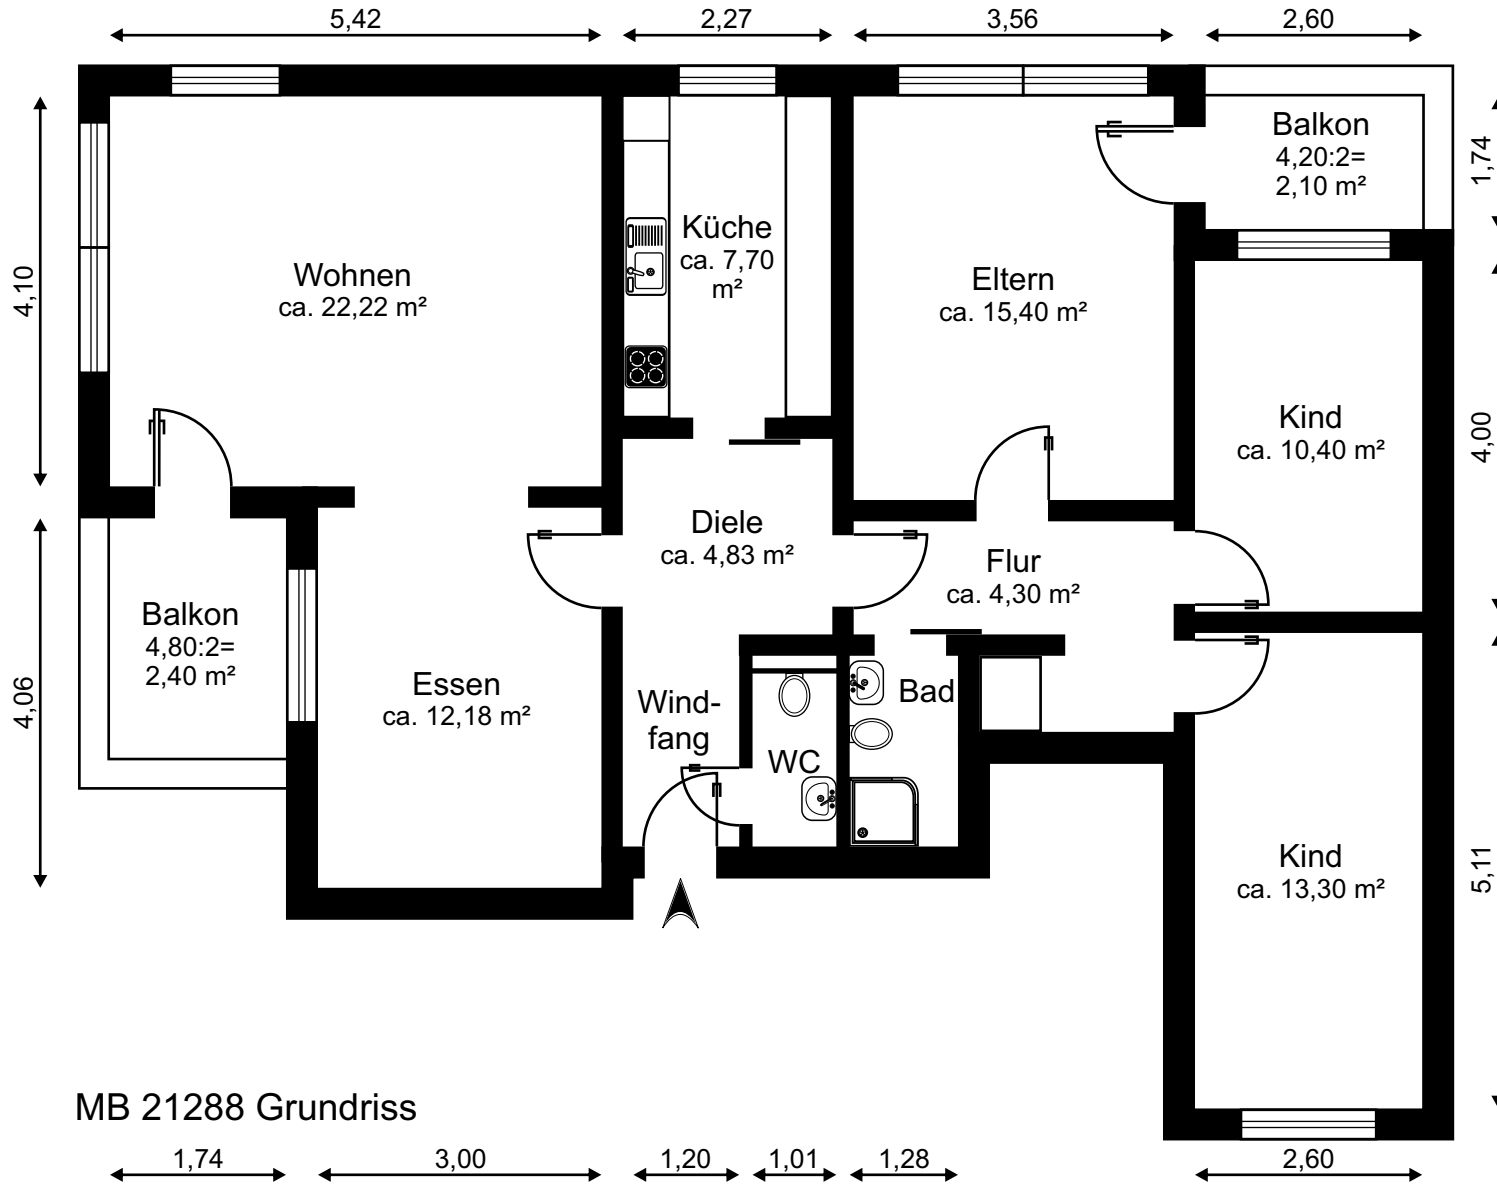 5,42
2,27
3,56
2,60
Balkon
4,20:2=
2,10 m²
1,74
Küche
ca. 7,70
m²
Wohnen
ca. 22,22 m²
Eltern
ca. 15,40 m²
4,10
Kind
ca. 10,40 m²
4,00
Diele
ca. 4,83 m²
Flur
ca. 4,30 m²
Balkon
4,80:2=
2,40 m²
Essen
ca. 12,18 m²
4,06
Wind-
fang
WC
Bad
Kind
ca. 13,30 m²
5,11
MB 21288 Grundriss
1,74
3,00
1,20
1,01
1,28
2,60